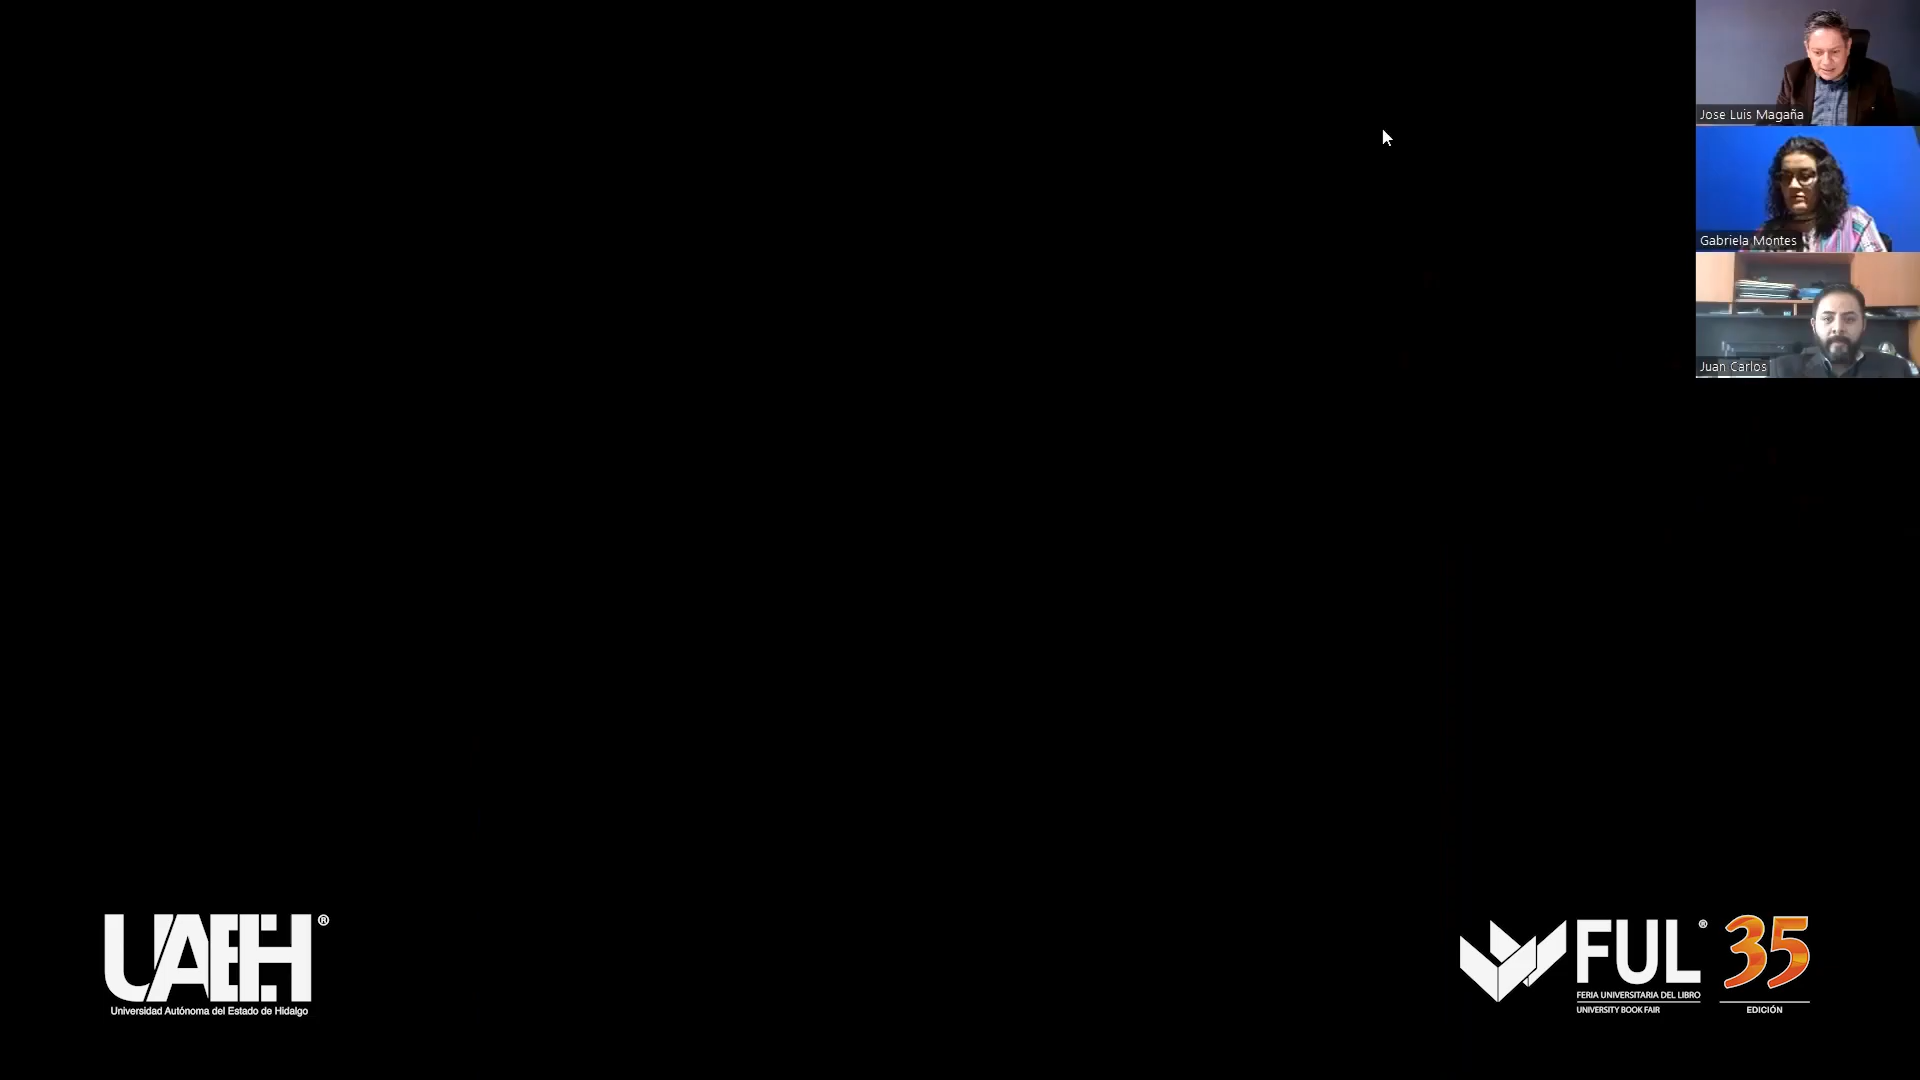 Jose Luis Magaña
Gabriela Montes
Juan Carlos
UAEH ®
Universidad Autónoma del Estado de Hidalgo
FUL ®
FERIA UNIVERSITARIA DEL LIBRO
UNIVERSITY BOOK FAIR
35
EDICIÓN